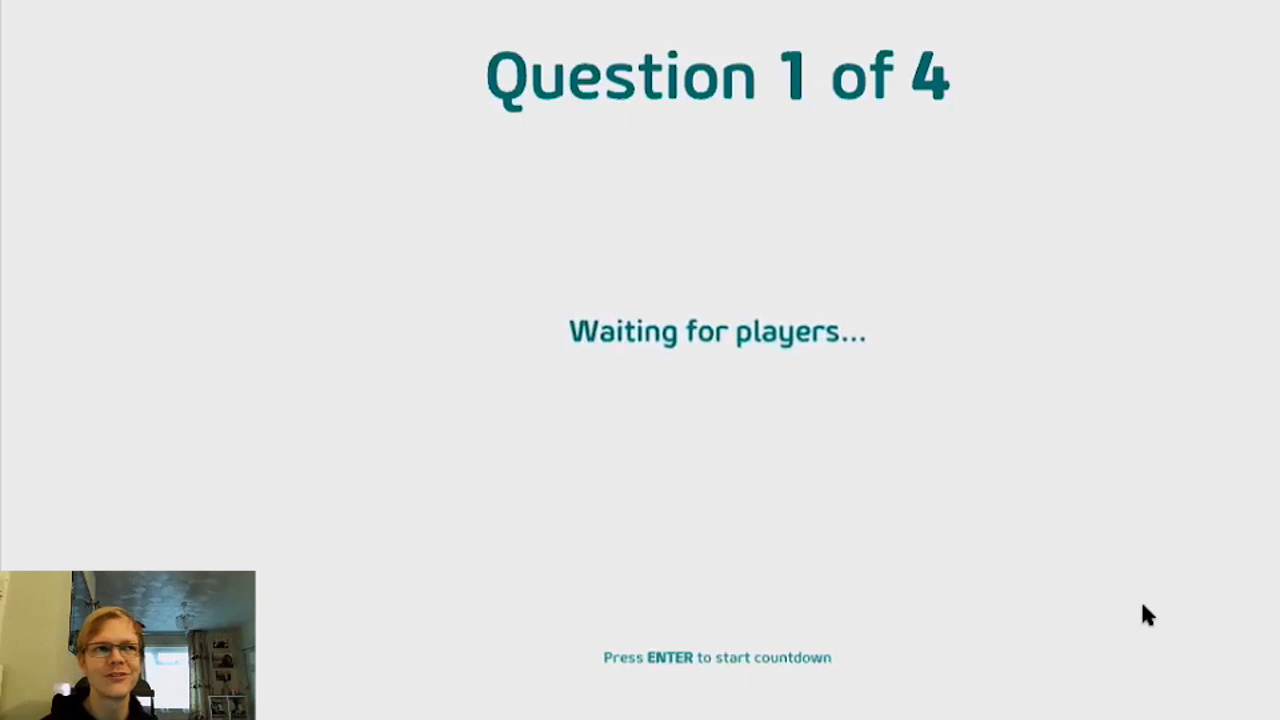 Question 1 of 4
Waiting for players...
Press ENTER to start countdown